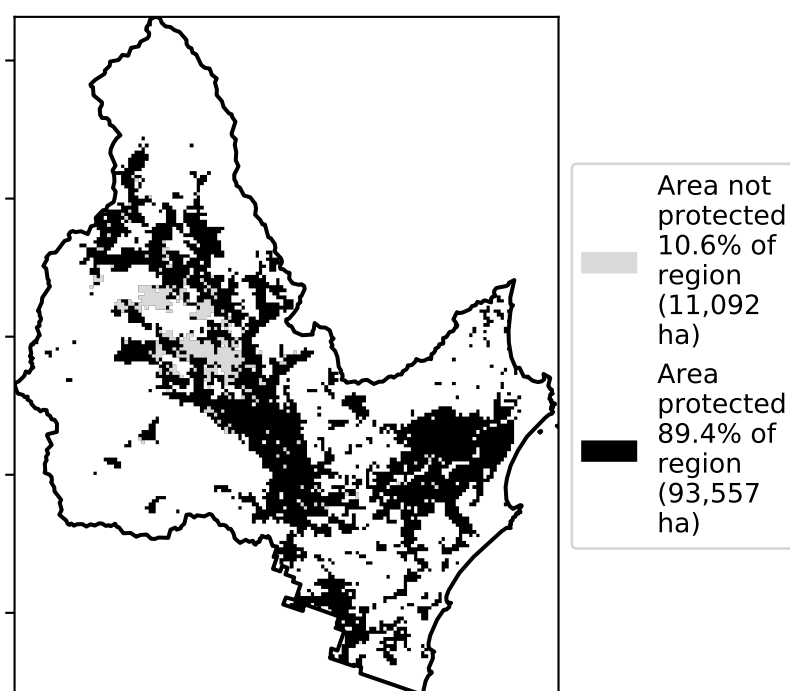 Area not
protected
10.6% of
region
(11,092
ha)
Area
protected
89.4% of
region
(93,557
ha)